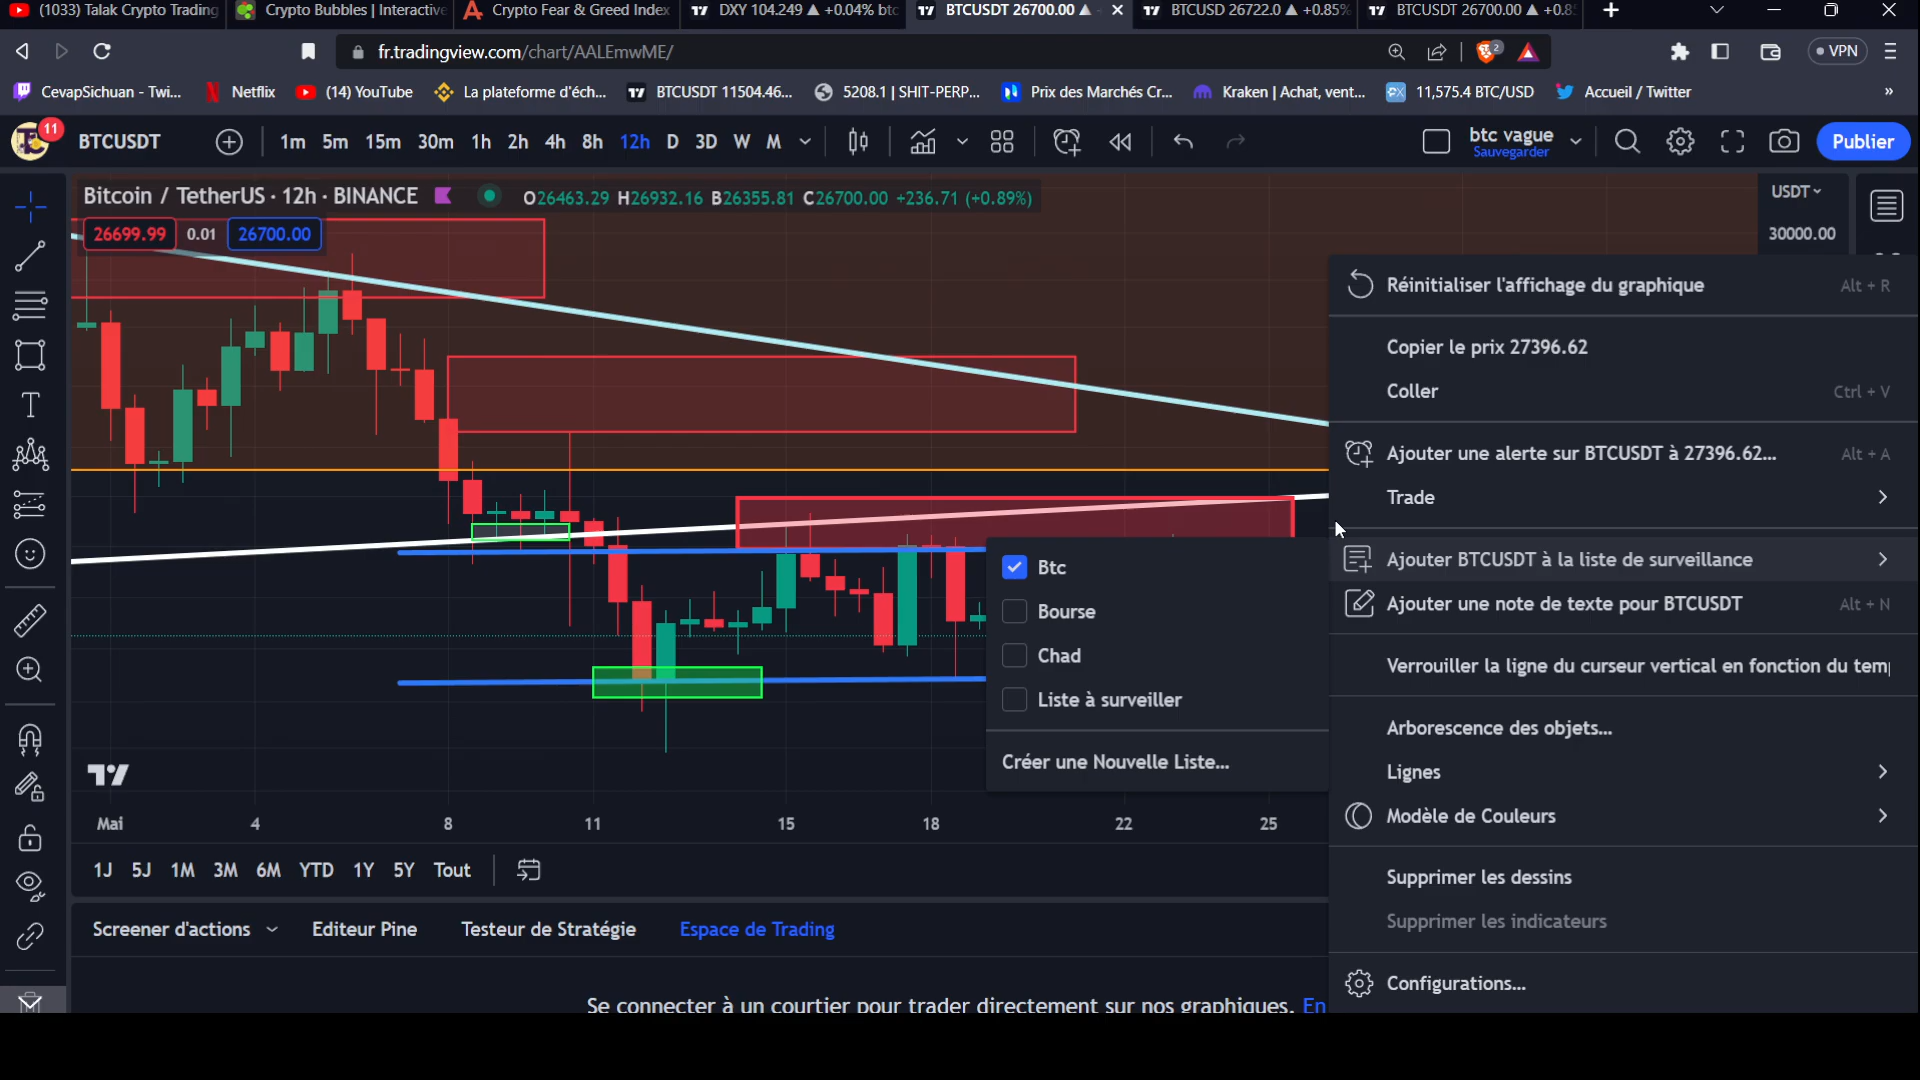 (1033) Talak Crypto Trading
Crypto Bubbles | Interactive
Crypto Fear & Greed Index
DXY 104.249 ▲ +0.04% btc
BTCUSDT 26700.00 ▲
BTCUSD 26722.0 ▲ +0.85%
BTCUSDT 26700.00 ▲ +0.8
fr.tradingview.com/chart/AALEmwME/
2
VPN
CevapSichuan - Twi...
Netflix
(14) YouTube
La plateforme d'éch...
BTCUSDT 11504.46...
5208.1 | SHIT-PERP...
Prix des Marchés Cr...
Kraken | Achat, vent...
11,575.4 BTC/USD
Accueil / Twitter
»
11
BTCUSDT
1m 5m 15m 30m 1h 2h 4h 8h 12h D 3D W M
btc vague
Sauvegarder
Publier
Bitcoin / TetherUS · 12h · BINANCE
O26463.29 H26932.16 B26355.81 C26700.00 +236.71 (+0.89%)
USDT
26699.99 0.01 26700.00
30000.00
Réinitialiser l'affichage du graphique Alt + R
Copier le prix 27396.62
Coller Ctrl + V
Ajouter une alerte sur BTCUSDT à 27396.62... Alt + A
Trade
Ajouter BTCUSDT à la liste de surveillance
Ajouter une note de texte pour BTCUSDT Alt + N
Verrouiller la ligne du curseur vertical en fonction du
Arborescence des objets...
Lignes
Modèle de Couleurs
Supprimer les dessins
Supprimer les indicateurs
Configurations...
Btc
Bourse
Chad
Liste à surveiller
Créer une Nouvelle Liste...
Mai 4 8 11 15 18 22 25
1J 5J 1M 3M 6M YTD 1Y 5Y Tout
Screener d'actions Editeur Pine Testeur de Stratégie Espace de Trading
Se connecter à un courtier pour trader directement sur nos graphiques. En